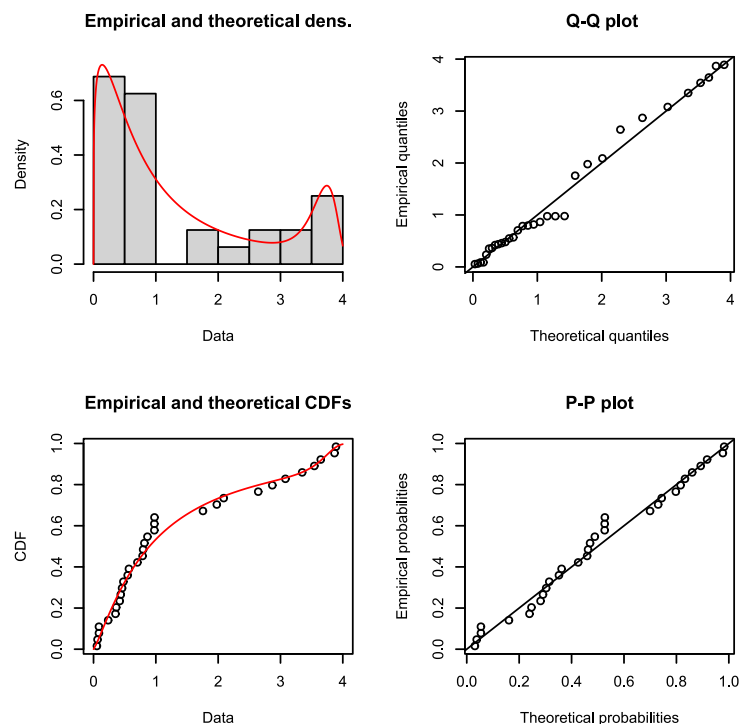 Empirical and theoretical dens.
Density
0.0 0.2 0.4 0.6
0 1 2 3 4
Data
Q-Q plot
Empirical quantiles
0 1 2 3 4
0 1 2 3 4
Theoretical quantiles
Empirical and theoretical CDFs
CDF
0.0 0.2 0.4 0.6 0.8 1.0
0 1 2 3 4
Data
P-P plot
Empirical probabilities
0.0 0.2 0.4 0.6 0.8 1.0
0.0 0.2 0.4 0.6 0.8 1.0
Theoretical probabilities